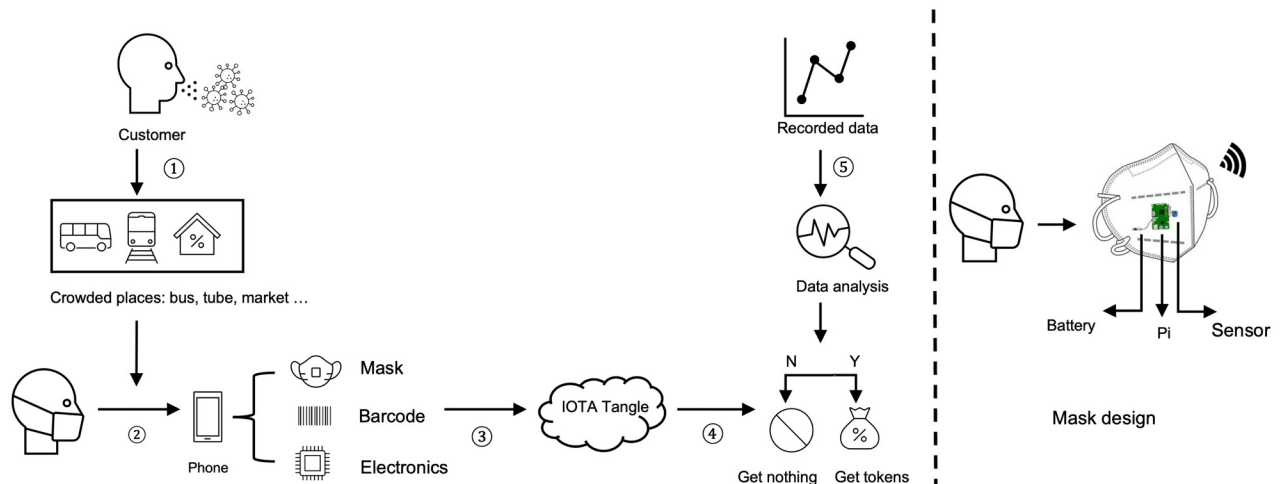 Customer
①
Crowded places: bus, tube, market …
②
Phone
Mask
Barcode
Electronics
③
IOTA Tangle
④
Recorded data
⑤
Data analysis
N Y
Get nothing Get tokens
Battery
Pi
Sensor
Mask design